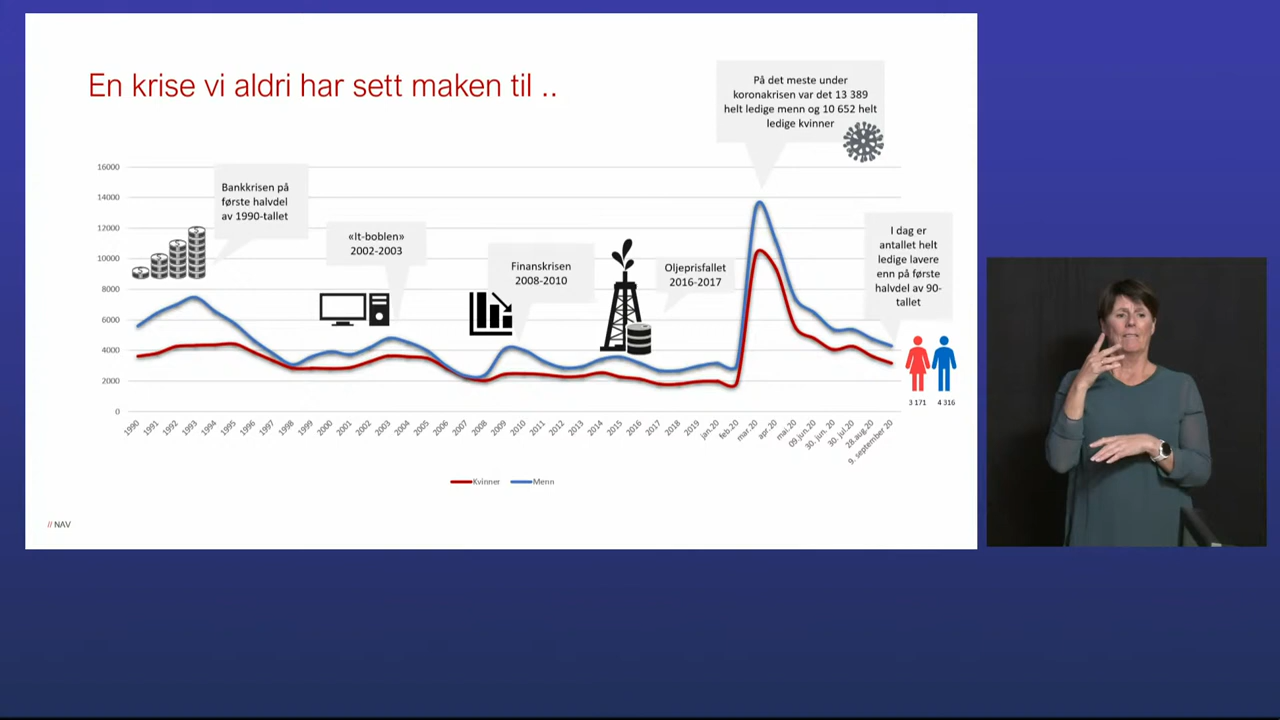 En krise vi aldri har sett maken til ..
På det meste under
koronakrisen var det 13 389
helt ledige menn og 10 652 helt
ledige kvinner
Bankkrisen på
første halvdel
av 1990-tallet
«It-boblen»
2002-2003
Finanskrisen
2008-2010
Oljeprisfallet
2016-2017
I dag er
antallet helt
ledige lavere
enn på første
halvdel av 90-
tallet
16000
14000
12000
10000
8000
6000
4000
2000
0
3 171 4 316
1990 1991 1992 1993 1994 1995 1996 1997 1998 1999 2000 2001 2002 2003 2004 2005 2006 2007 2008 2009 2010 2011 2012 2013 2014 2015 2016 2017 2018 2019 jan.20 feb.20 mar.20 apr.20 mai.20 09.jun.20 30. jun. 20 30. jul.20 28.aug.20 9. september 20
Kvinner Menn
// NAV